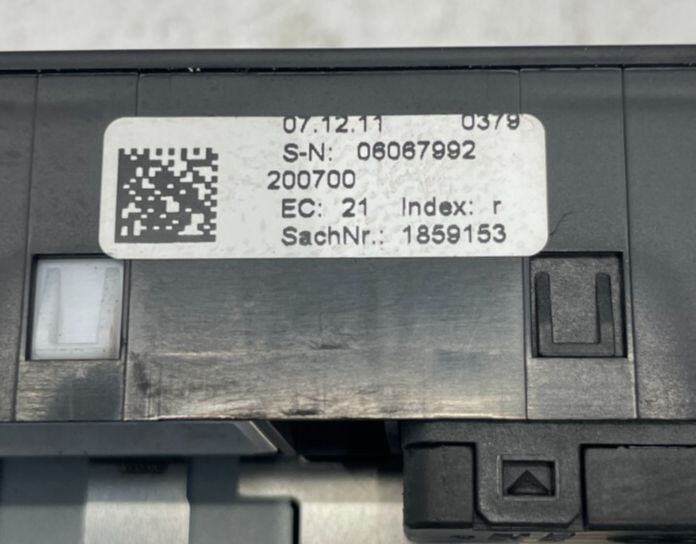 07.12.11 0379
S-N: 06067992
200700
EC: 21 Index: r
SachNr.: 1859153